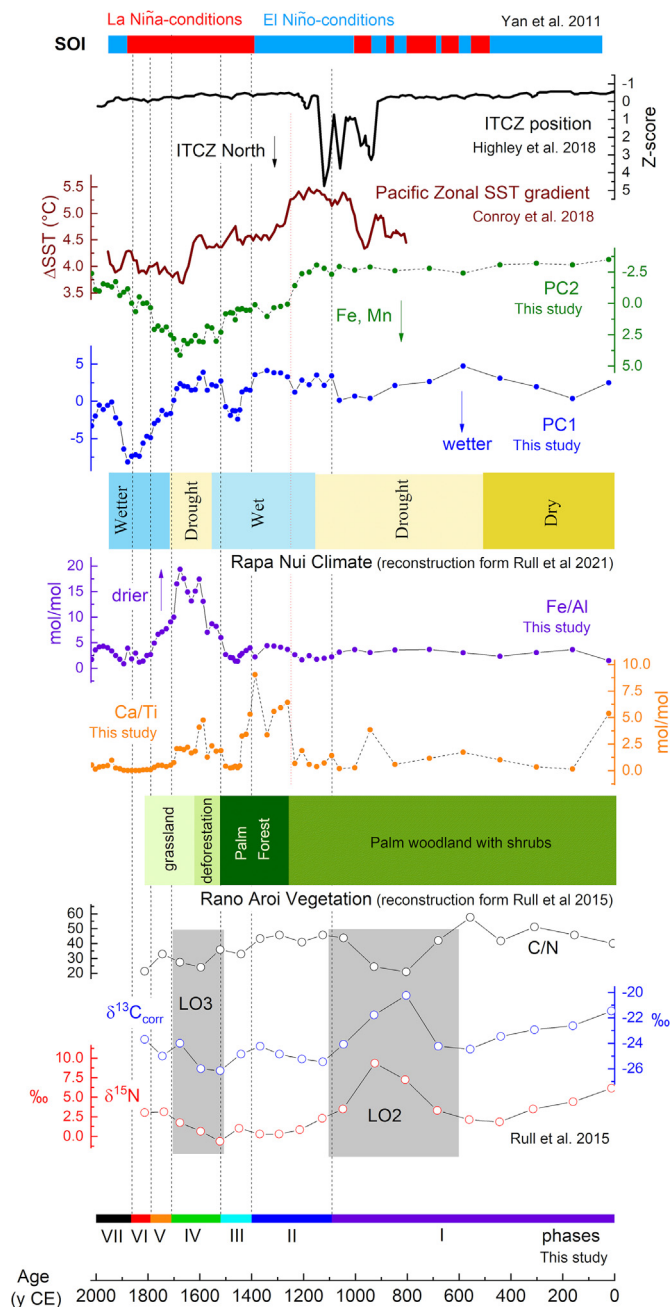 La Niña-conditions El Niño-conditions Yan et al. 2011
SOI
-1
0
1
2
3
4
5
Z-score
ITCZ position
Highley et al. 2018
ITCZ North
Pacific Zonal SST gradient
Conroy et al. 2018
5.5
5.0
4.5
4.0
3.5
ΔSST (°C)
PC2
This study
-2.5
0.0
2.5
5.0
Fe, Mn
5
0
-5
PC1
This study
wetter
Wetter
Drought
Wet
Drought
Dry
Rapa Nui Climate (reconstruction form Rull et al 2021)
20
15
10
5
0
mol/mol
drier
Fe/Al
This study
Ca/Ti
This study
10.0
7.5
5.0
2.5
0.0
mol/mol
grassland
deforestation
Palm
Forest
Palm woodland with shrubs
Rano Aroi Vegetation (reconstruction form Rull et al 2015)
60
50
40
30
20
C/N
LO3
δ13Ccorr
-20
-22
-24
-26
‰
10.0
7.5
5.0
2.5
0.0
‰
δ15N
LO2
Rull et al. 2015
VII VI V IV III II I phases
This study
Age
(y CE)
2000 1800 1600 1400 1200 1000 800 600 400 200 0